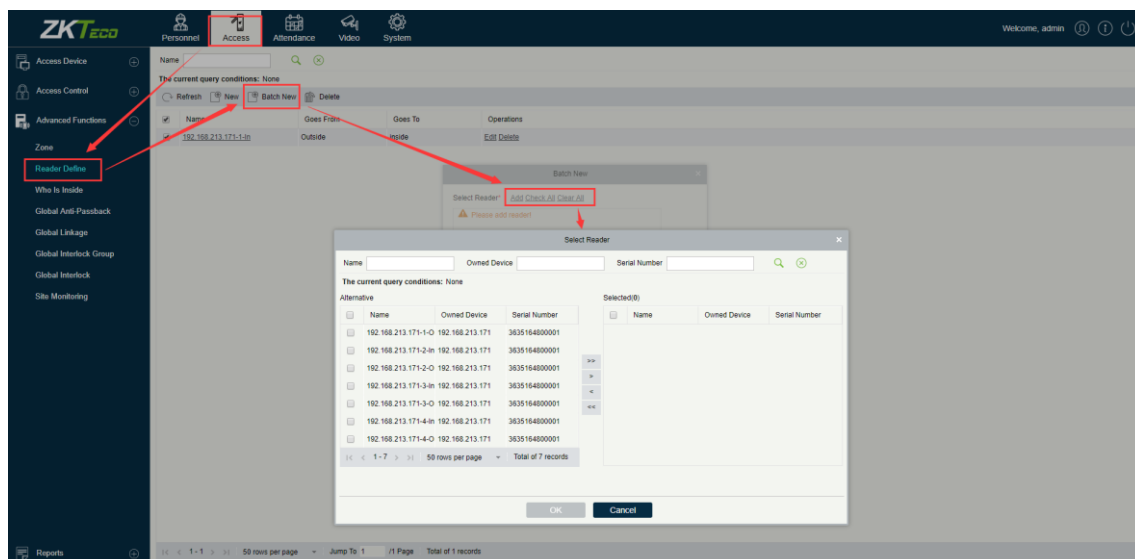 ZKTeco
Personnel
Access
Attendance
Video
System
Welcome, admin
Access Device
Access Control
Advanced Functions
Zone
Reader Define
Who Is Inside
Global Anti-Passback
Global Linkage
Global Interlock Group
Global Interlock
Site Monitoring
Reports
Name
The current query conditions: None
Refresh New Batch New Delete
Name Goes From Goes To Operations
192.168.213.171-1-In Outside Inside Edit Delete
Batch New
Select Reader* Add Check All Clear All
Please add reader!
Select Reader
Name Owned Device Serial Number
The current query conditions: None
Alternative Selected(0)
Name Owned Device Serial Number Name Owned Device Serial Number
192.168.213.171-1-O 192.168.213.171 3635164800001
192.168.213.171-2-In 192.168.213.171 3635164800001
192.168.213.171-2-O 192.168.213.171 3635164800001
192.168.213.171-3-In 192.168.213.171 3635164800001
192.168.213.171-3-O 192.168.213.171 3635164800001
192.168.213.171-4-In 192.168.213.171 3635164800001
192.168.213.171-4-O 192.168.213.171 3635164800001
>>
>
<
<<
|< < 1 - 7 > >| 50 rows per page Total of 7 records
OK Cancel
|< < 1 - 1 > >| 50 rows per page Jump To 1 /1 Page Total of 1 records